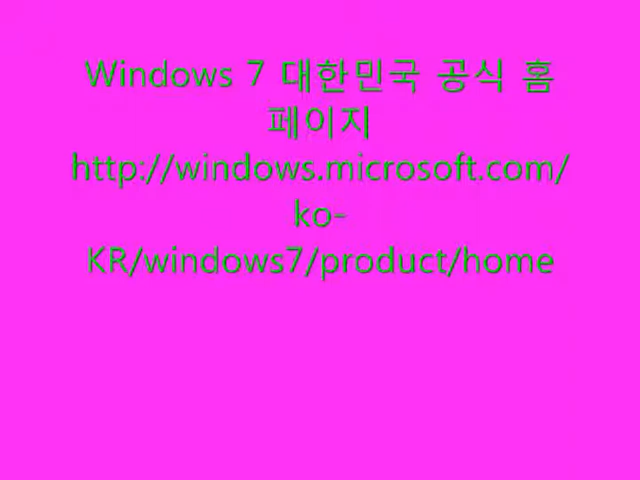 Windows 7 대한민국 공식 홈
페이지
http://windows.microsoft.com/
ko-
KR/windows7/product/home